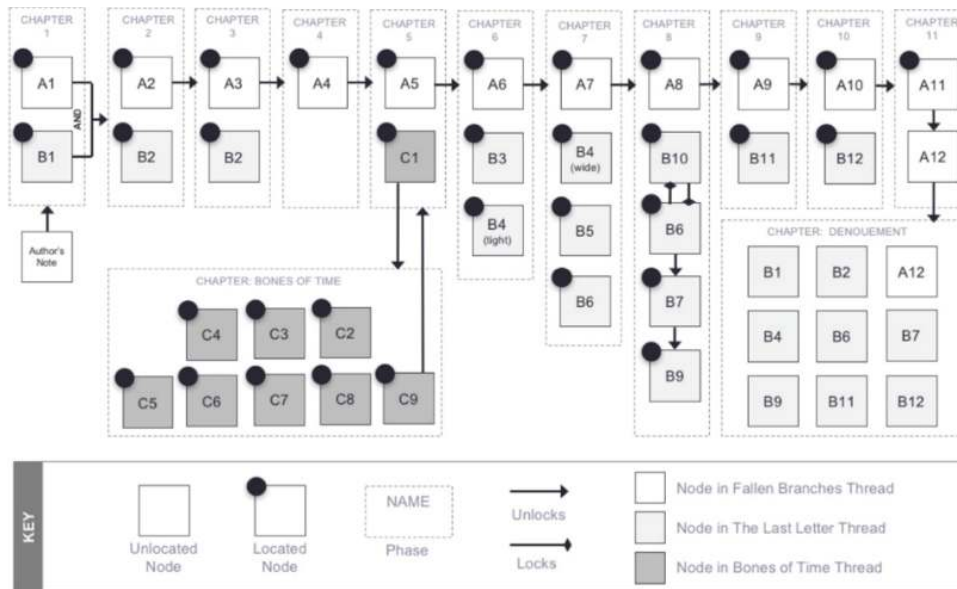 CHAPTER
1
CHAPTER
2
CHAPTER
3
CHAPTER
4
CHAPTER
5
CHAPTER
6
CHAPTER
7
CHAPTER
8
CHAPTER
9
CHAPTER
10
CHAPTER
11
A1
A2
A3
A4
A5
A6
A7
A8
A9
A10
A11
AND
B1
B2
B2
C1
B3
B4
(wide)
B10
B11
B12
A12
Author's
Note
B4
(tight)
B5
B6
B6
B7
B9
CHAPTER: BONES OF TIME
C4
C3
C2
C5
C6
C7
C8
C9
CHAPTER: DENOUEMENT
B1
B2
A12
B4
B6
B7
B9
B11
B12
KEY
Unlocated
Node
Located
Node
NAME
Phase
Unlocks
Locks
Node in Fallen Branches Thread
Node in The Last Letter Thread
Node in Bones of Time Thread